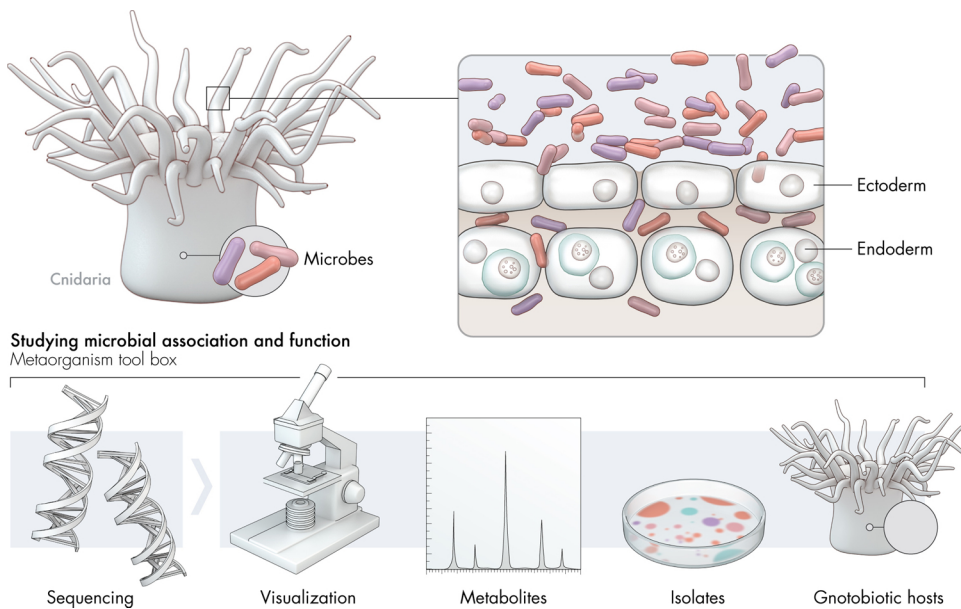 Ectoderm
Microbes
Endoderm
Cnidaria
Studying microbial association and function
Metaorganism tool box
Sequencing
Visualization
Metabolites
Isolates
Gnotobiotic hosts